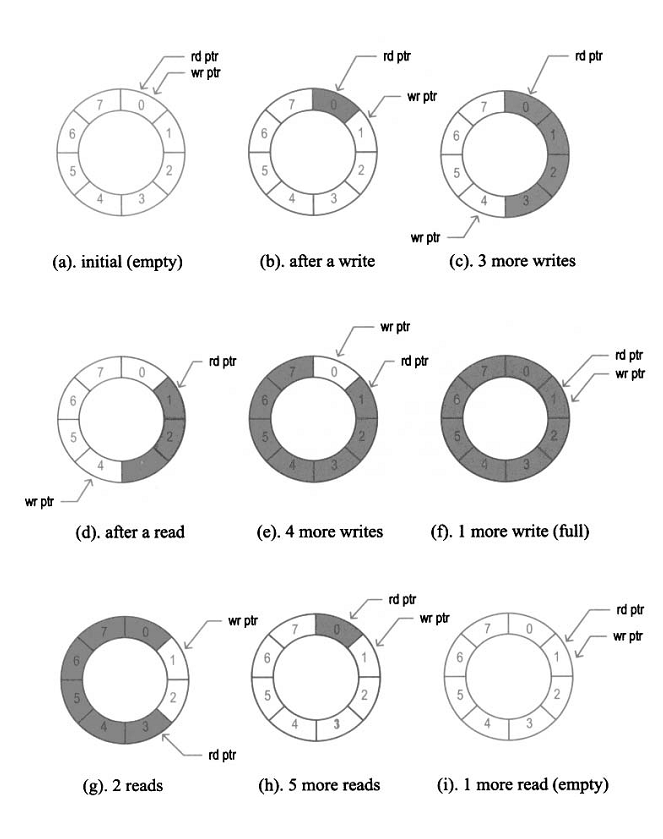 rd ptr
wr ptr
7 0
6 1
5 2
4 3
(a). initial (empty)
rd ptr
wr ptr
7 0
6 1
5 2
4 3
(b). after a write
rd ptr
7 0
6 1
5 2
4 3
wr ptr
(c). 3 more writes
rd ptr
7 0
6 1
5 2
4
wr ptr
(d). after a read
wr ptr
rd ptr
7 0
6 1
5 2
4 3
(e). 4 more writes
rd ptr
wr ptr
7 0
6 1
5 2
4 3
(f). 1 more write (full)
wr ptr
7 0
6 1
5 2
4 3
rd ptr
(g). 2 reads
rd ptr
wr ptr
7 0
6 1
5 2
4 3
(h). 5 more reads
rd ptr
wr ptr
7 0
6 1
5 2
4 3
(i). 1 more read (empty)